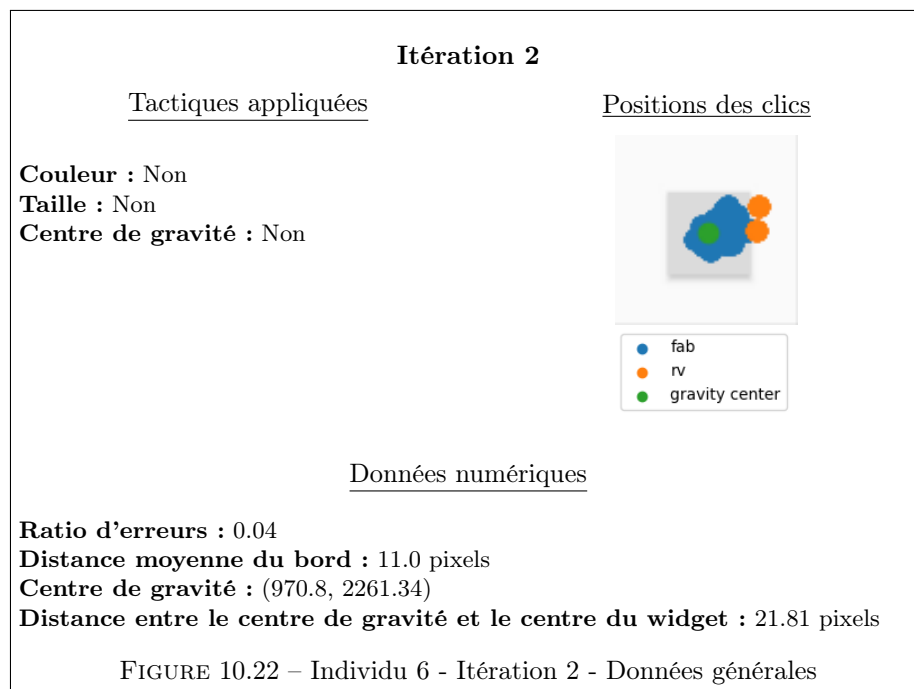 Itération 2
Tactiques appliquées
Couleur : Non
Taille : Non
Centre de gravité : Non
Positions des clics
fab
rv
gravity center
Données numériques
Ratio d'erreurs : 0.04
Distance moyenne du bord : 11.0 pixels
Centre de gravité : (970.8, 2261.34)
Distance entre le centre de gravité et le centre du widget : 21.81 pixels
FIGURE 10.22 – Individu 6 - Itération 2 - Données générales